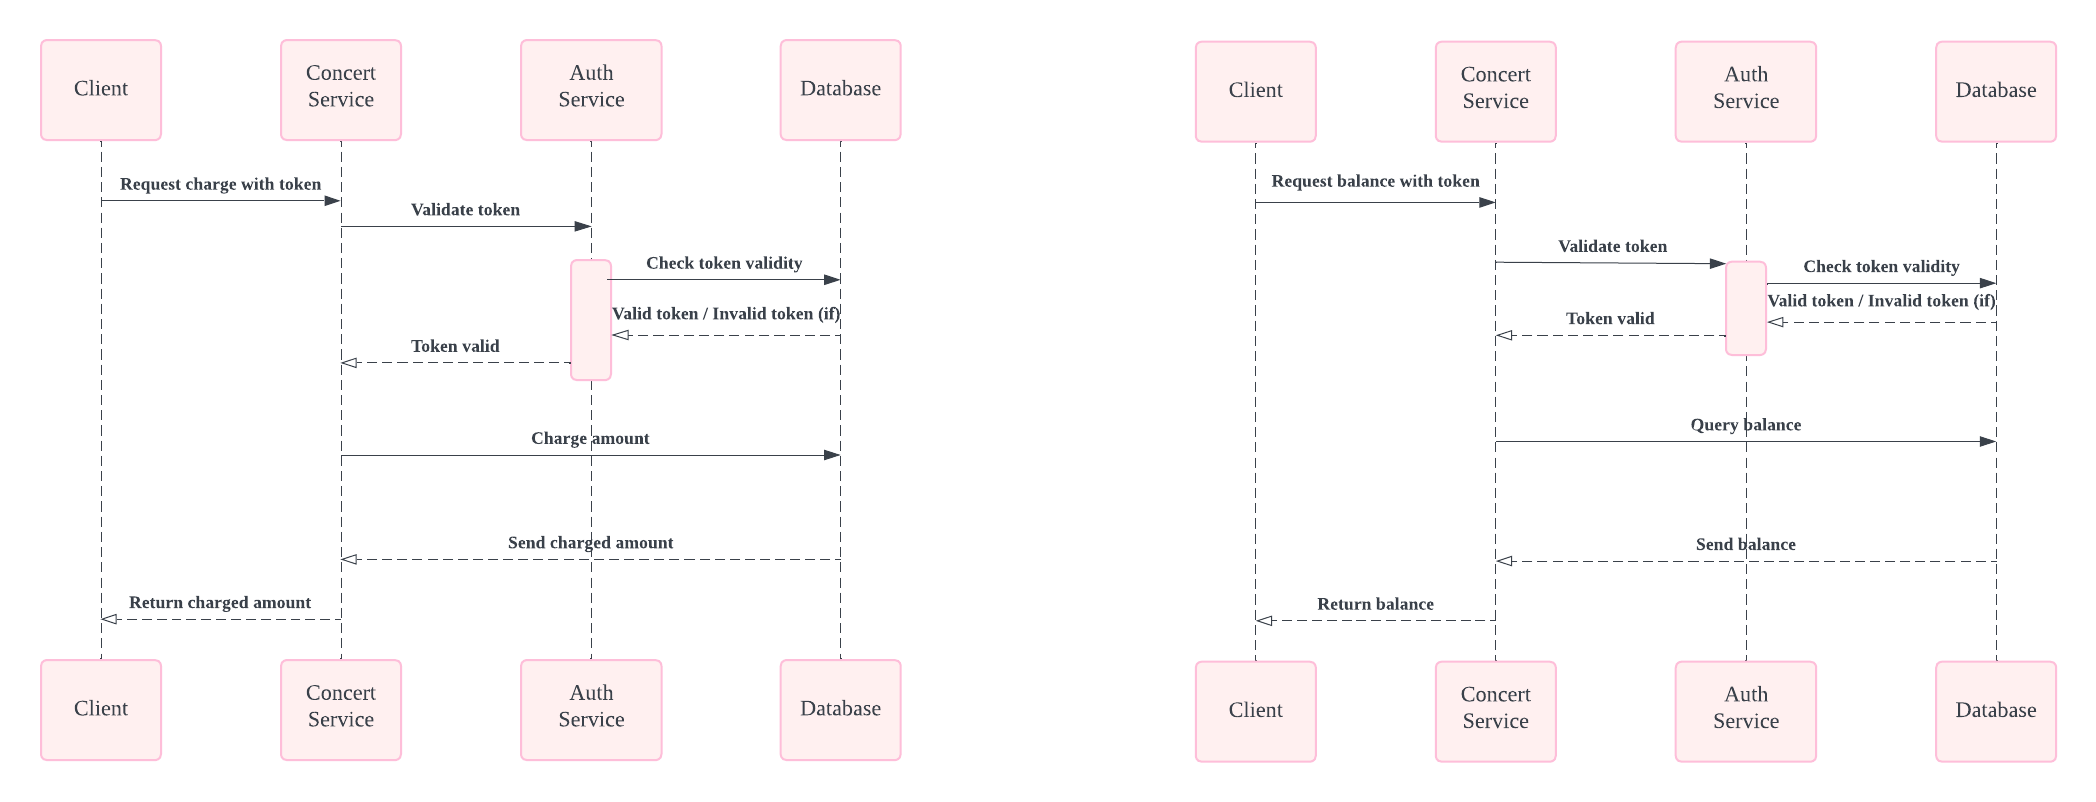 Client
Concert
Service
Auth
Service
Database
Request charge with token
Validate token
Check token validity
Valid token / Invalid token (if)
Token valid
Charge amount
Send charged amount
Return charged amount
Client
Concert
Service
Auth
Service
Database
Client
Concert
Service
Auth
Service
Database
Request balance with token
Validate token
Check token validity
Valid token / Invalid token (if)
Token valid
Query balance
Send balance
Return balance
Client
Concert
Service
Auth
Service
Database